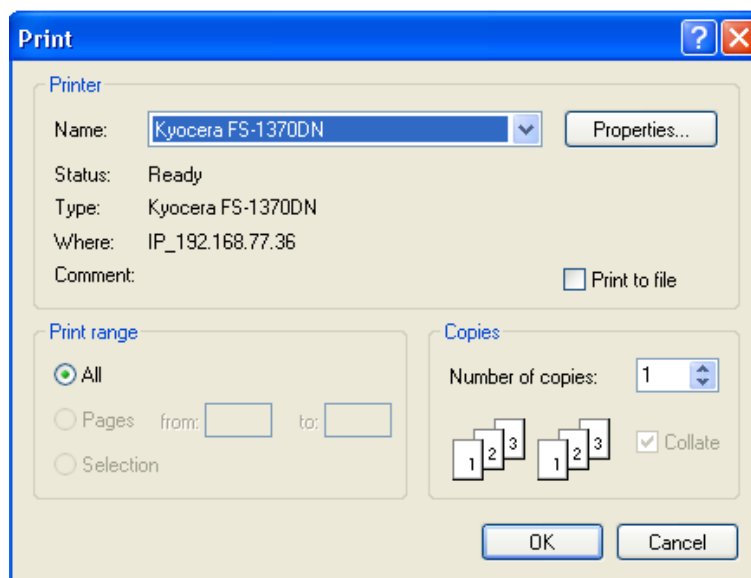 Print
Printer
Name: Kyocera FS-1370DN Properties...
Status: Ready
Type: Kyocera FS-1370DN
Where: IP_192.168.77.36
Comment: Print to file
Print range
All
Pages from: to:
Selection
Copies
Number of copies: 1
1 2 3 1 2 3 Collate
OK Cancel